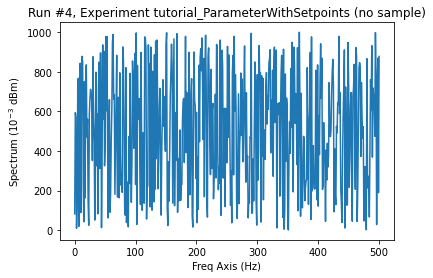 Run #4, Experiment tutorial_ParameterWithSetpoints (no sample)
1000
800
600
400
200
0
Spectrum (10⁻³ dBm)
0 100 200 300 400 500
Freq Axis (Hz)